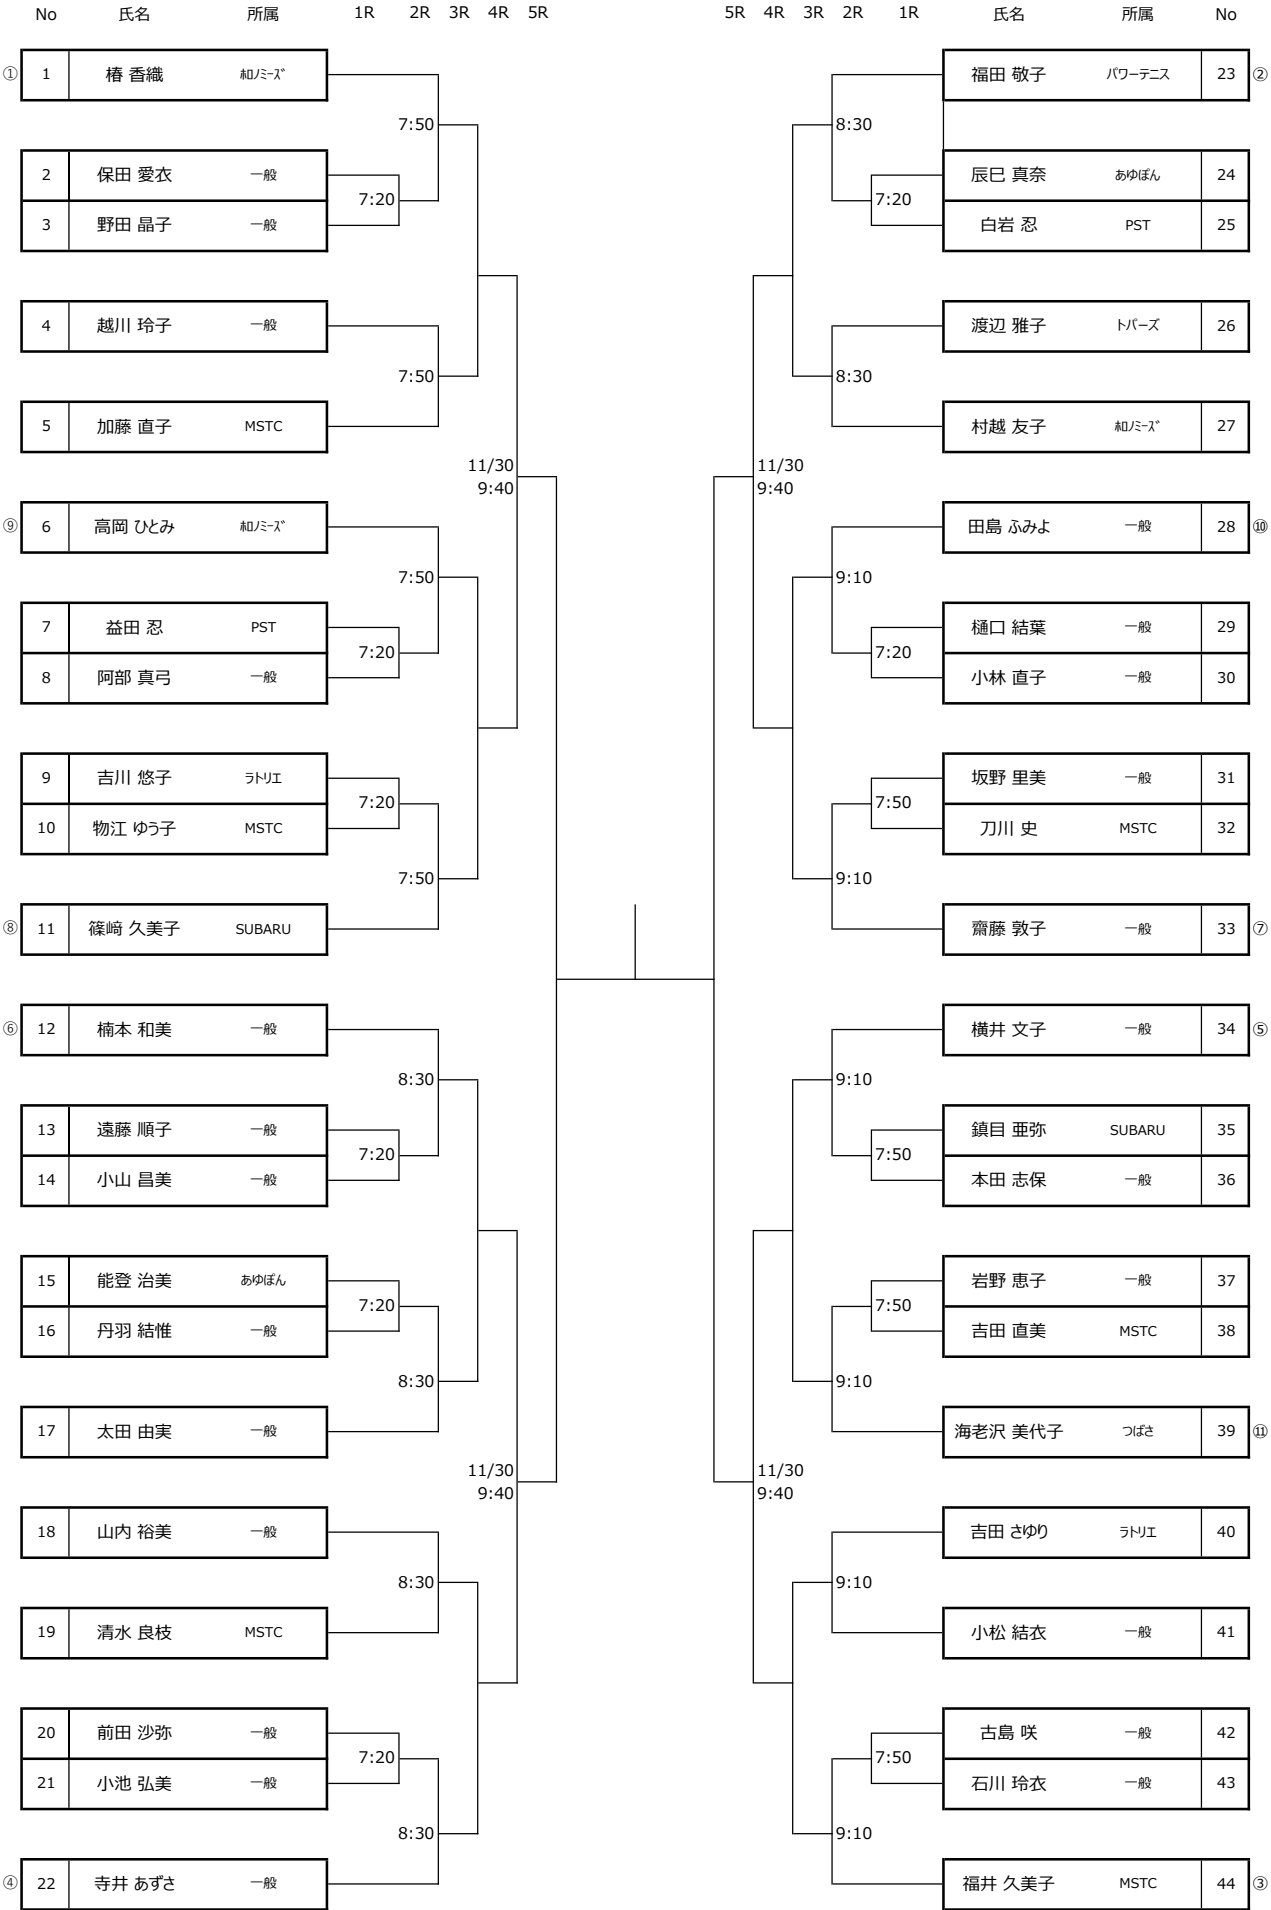 No 氏名 所属 1R 2R 3R 4R 5R 5R 4R 3R 2R 1R 氏名 所属 No
① 1 椿 香織 ｵｷﾛﾉﾐｰｽﾞ 福田 敬子 パワーテニス 23 ②
7:50 8:30
2 保田 愛衣 一般 辰巳 真奈 あゆぽん 24
7:20 7:20
3 野田 晶子 一般 白岩 忍 PST 25
4 越川 玲子 一般 渡辺 雅子 トパーズ 26
7:50 8:30
5 加藤 直子 MSTC 村越 友子 27
11/30 11/30
9:40 9:40
⑨ 6 高岡 ひとみ 田島 ふみよ 一般 28 ⑩
7:50 9:10
7 益田 忍 PST 樋口 結葉 一般 29
7:20 7:20
8 阿部 真弓 一般 小林 直子 一般 30
9 吉川 悠子 ラトリエ 坂野 里美 一般 31
7:20 7:50
10 物江 ゆう子 MSTC 刀川 史 MSTC 32
7:50 9:10
⑧ 11 篠﨑 久美子 SUBARU 齋藤 敦子 一般 33 ⑦
⑥ 12 楠本 和美 一般 横井 文子 一般 34 ⑤
8:30 9:10
13 遠藤 順子 一般 鎮目 亜弥 SUBARU 35
7:20 7:50
14 小山 昌美 一般 本田 志保 一般 36
15 能登 治美 あゆぽん 岩野 恵子 一般 37
7:20 7:50
16 丹羽 結惟 一般 吉田 直美 MSTC 38
8:30 9:10
17 太田 由実 一般 海老沢 美代子 つばさ 39 ⑪
11/30 11/30
9:40 9:40
18 山内 裕美 一般 吉田 さゆり ラトリエ 40
8:30 9:10
19 清水 良枝 MSTC 小松 結衣 一般 41
20 前田 沙弥 一般 古島 咲 一般 42
7:20 7:50
21 小池 弘美 一般 石川 玲衣 一般 43
8:30 9:10
④ 22 寺井 あずさ 一般 福井 久美子 MSTC 44 ③